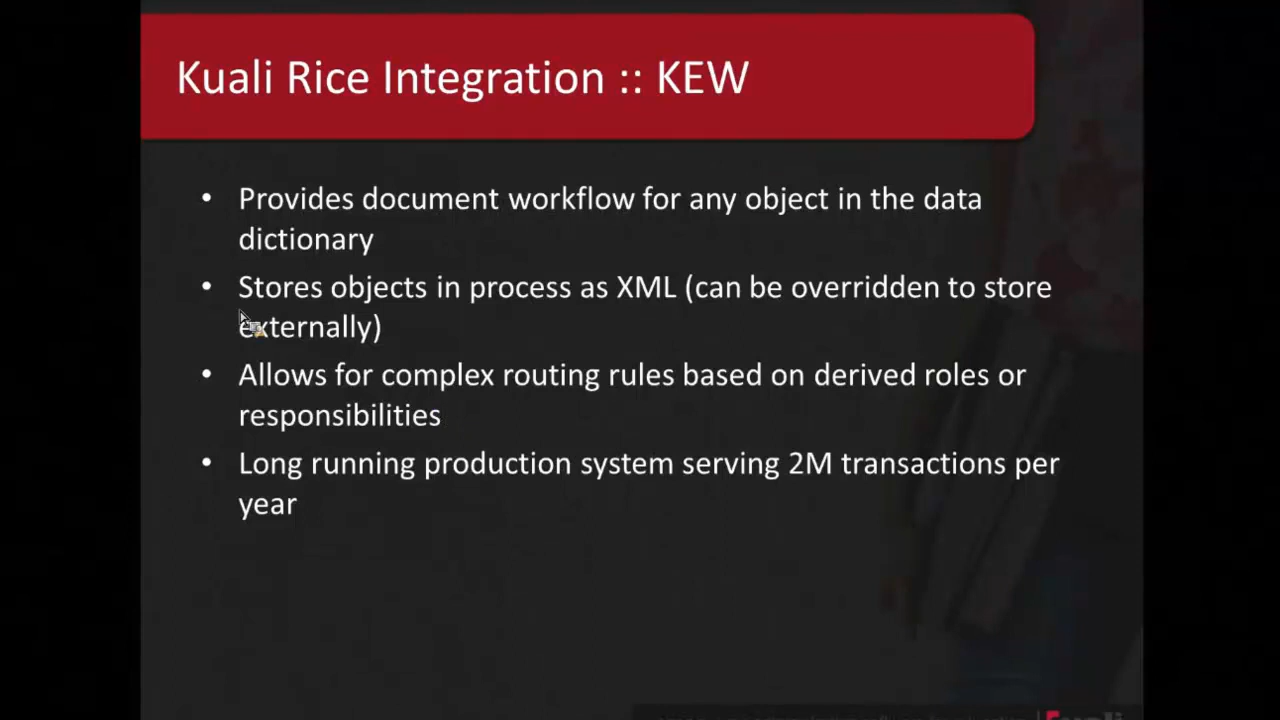 Kuali Rice Integration :: KEW
• Provides document workflow for any object in the data
dictionary
• Stores objects in process as XML (can be overridden to store
externally)
• Allows for complex routing rules based on derived roles or
responsibilities
• Long running production system serving 2M transactions per
year